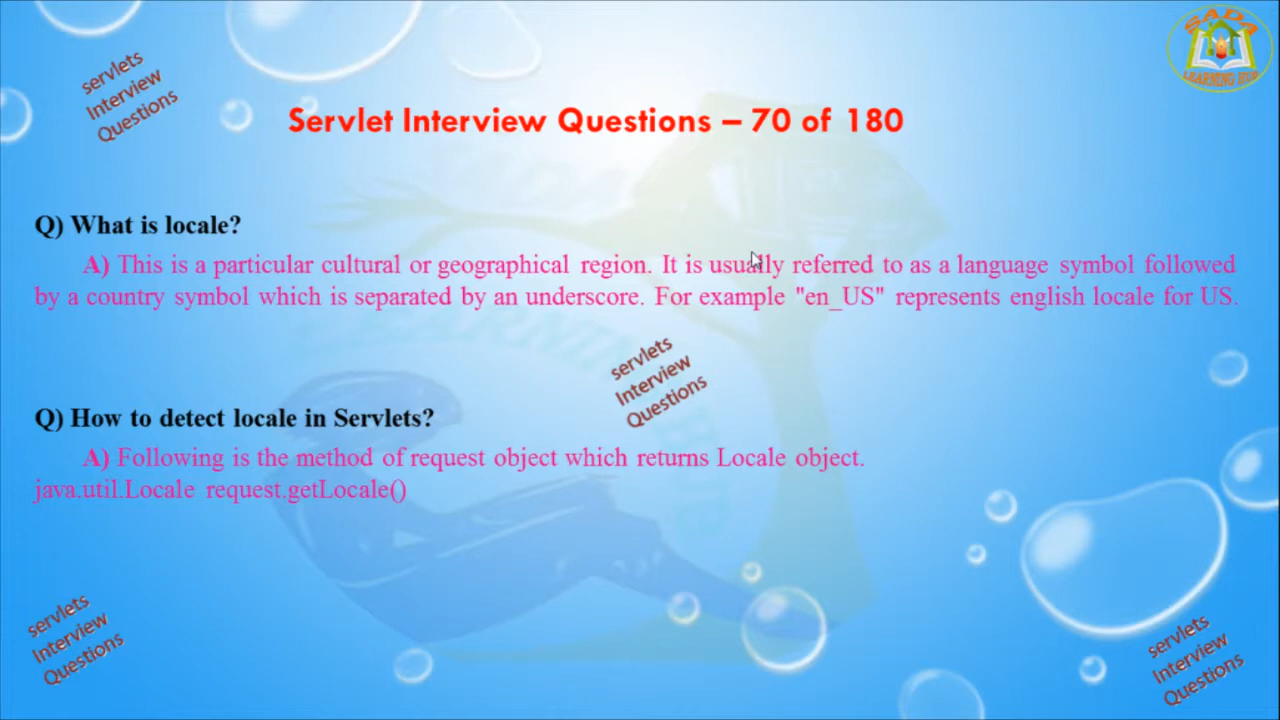 SADA
LEARNING HUB
servlets
Interview
Questions
Servlet Interview Questions – 70 of 180
Q) What is locale?
A) This is a particular cultural or geographical region. It is usually referred to as a language symbol followed
by a country symbol which is separated by an underscore. For example "en_US" represents english locale for US.
servlets
Interview
Questions
Q) How to detect locale in Servlets?
A) Following is the method of request object which returns Locale object.
java.util.Locale request.getLocale()
servlets
Interview
Questions
servlets
Interview
Questions